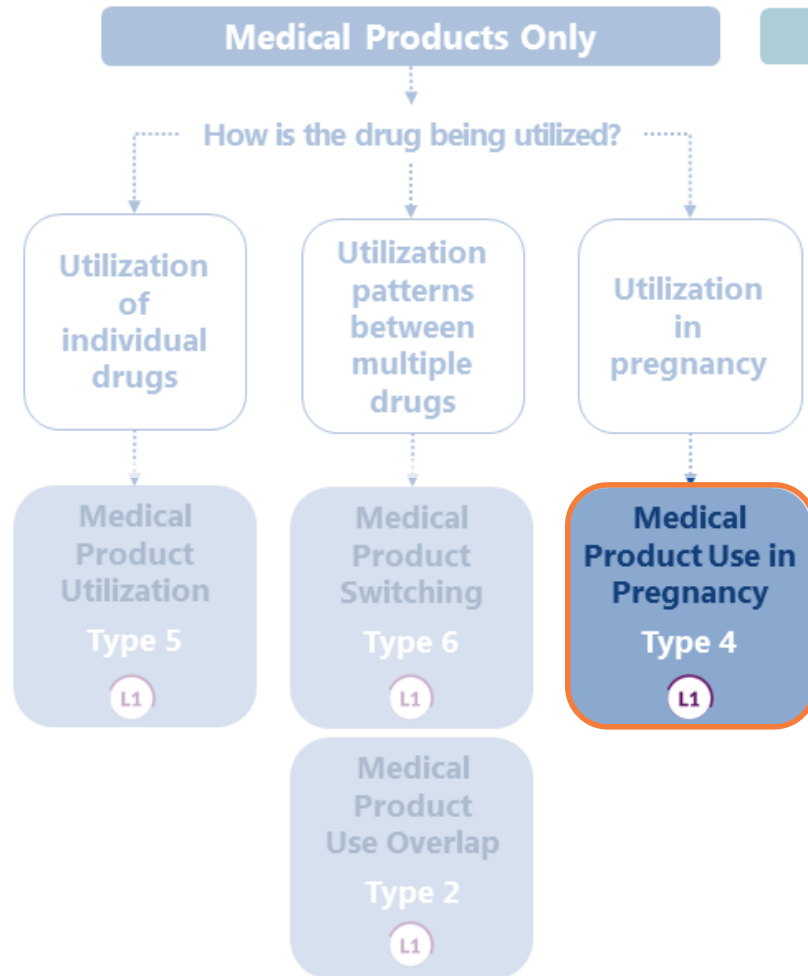 Medical Products Only
How is the drug being utilized?
Utilization
of
individual
drugs
Utilization
patterns
between
multiple
drugs
Utilization
in
pregnancy
Medical
Product
Utilization
Type 5
L1
Medical
Product
Switching
Type 6
L1
Medical
Product Use in
Pregnancy
Type 4
L1
Medical
Product
Use Overlap
Type 2
L1